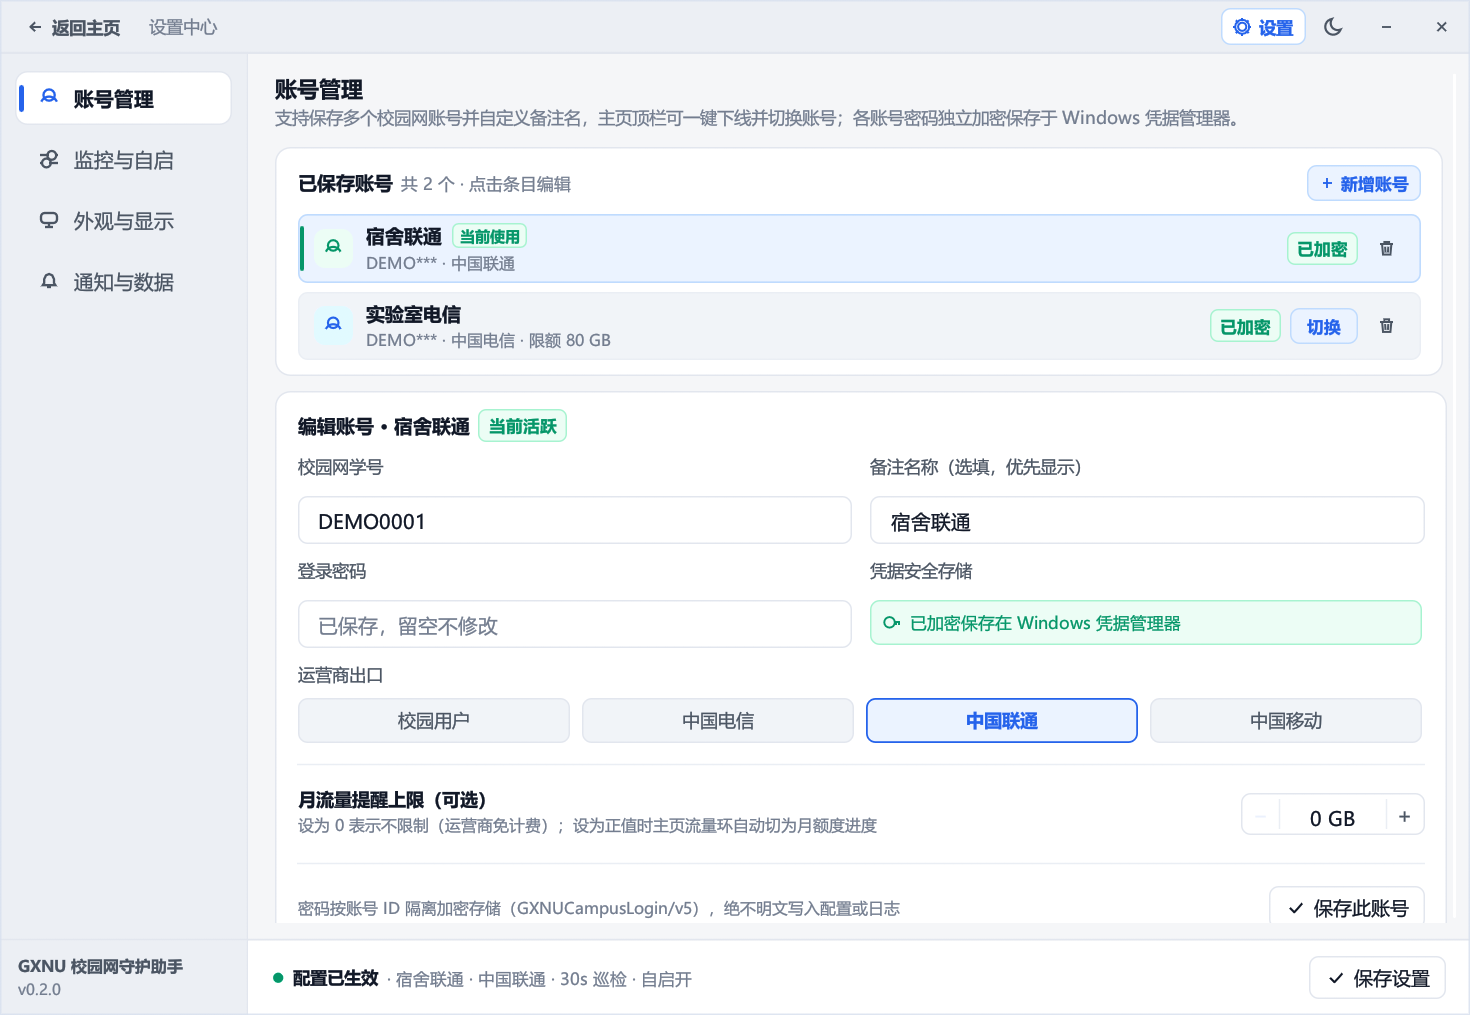 返回主页 设置中心 设置
账号管理
监控与自启
外观与显示
通知与数据
账号管理
支持保存多个校园网账号并自定义备注名，主页顶栏可一键下线并切换账号；各账号密码独立加密保存于 Windows 凭据管理器。
已保存账号 共 2 个 · 点击条目编辑 + 新增账号
宿舍联通 当前使用
DEMO*** · 中国联通
已加密
实验室电信
DEMO*** · 中国电信 · 限额 80 GB
已加密 切换
编辑账号 • 宿舍联通 当前活跃
校园网学号 备注名称（选填，优先显示）
DEMO0001 宿舍联通
登录密码 凭据安全存储
已保存，留空不修改 已加密保存在 Windows 凭据管理器
运营商出口
校园用户 中国电信 中国联通 中国移动
月流量提醒上限（可选）
设为 0 表示不限制（运营商免计费）；设为正值时主页流量环自动切为月额度进度
− 0 GB +
密码按账号 ID 隔离加密存储（GXNUCampusLogin/v5），绝不明文写入配置或日志 保存此账号
GXNU 校园网守护助手
v0.2.0
配置已生效 · 宿舍联通 · 中国联通 · 30s 巡检 · 自启开 保存设置